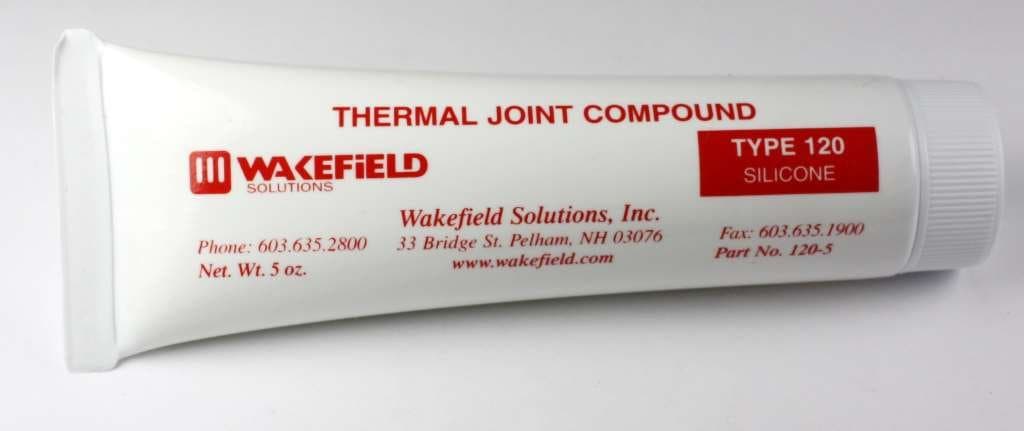 THERMAL JOINT COMPOUND
TYPE 120
SILICONE
WAKEFiELD
SOLUTIONS
Wakefield Solutions, Inc.
33 Bridge St. Pelham, NH 03076
www.wakefield.com
Phone: 603.635.2800
Net. Wt. 5 oz.
Fax: 603.635.1900
Part No. 120-5